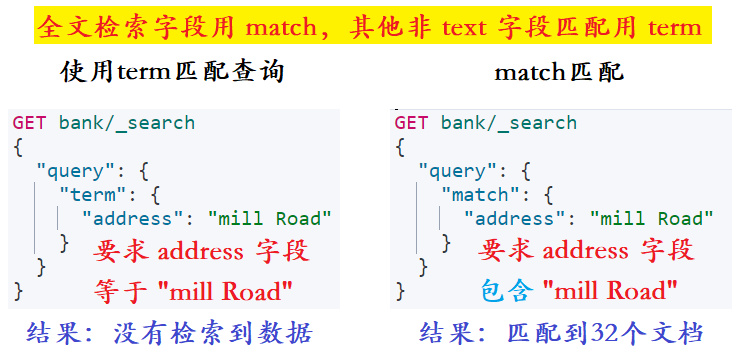 全文检索字段用 match，其他非 text 字段匹配用 term
使用term匹配查询
GET bank/_search
{
  "query": {
    "term": {
      "address": "mill Road"
    }
  }
}
要求 address 字段
等于 "mill Road"
结果：没有检索到数据
match匹配
GET bank/_search
{
  "query": {
    "match": {
      "address": "mill Road"
    }
  }
}
要求 address 字段
包含 "mill Road"
结果：匹配到32个文档